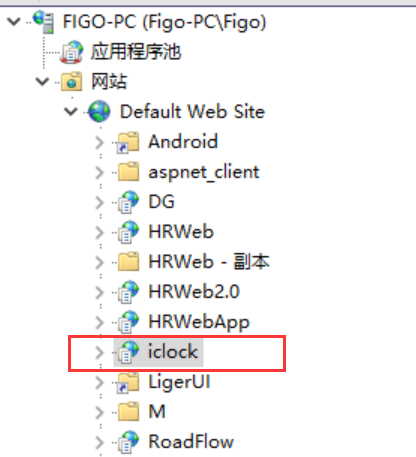 FIGO-PC (Figo-PC\Figo)
应用程序池
网站
Default Web Site
Android
aspnet_client
DG
HRWeb
HRWeb - 副本
HRWeb2.0
HRWebApp
iclock
LigerUI
M
RoadFlow